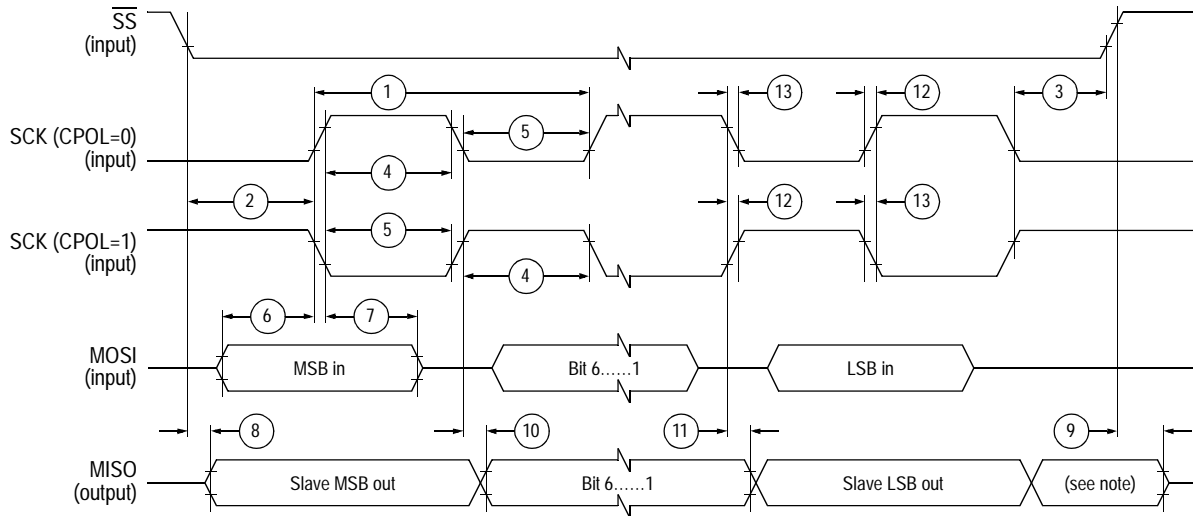 SS
(input)
1
13
12
3
SCK (CPOL=0)
(input)
5
4
2
12
13
SCK (CPOL=1)
(input)
5
4
6
7
MOSI
(input)
MSB in
Bit 6......1
LSB in
8
10
11
9
MISO
(output)
Slave MSB out
Bit 6......1
Slave LSB out
(see note)